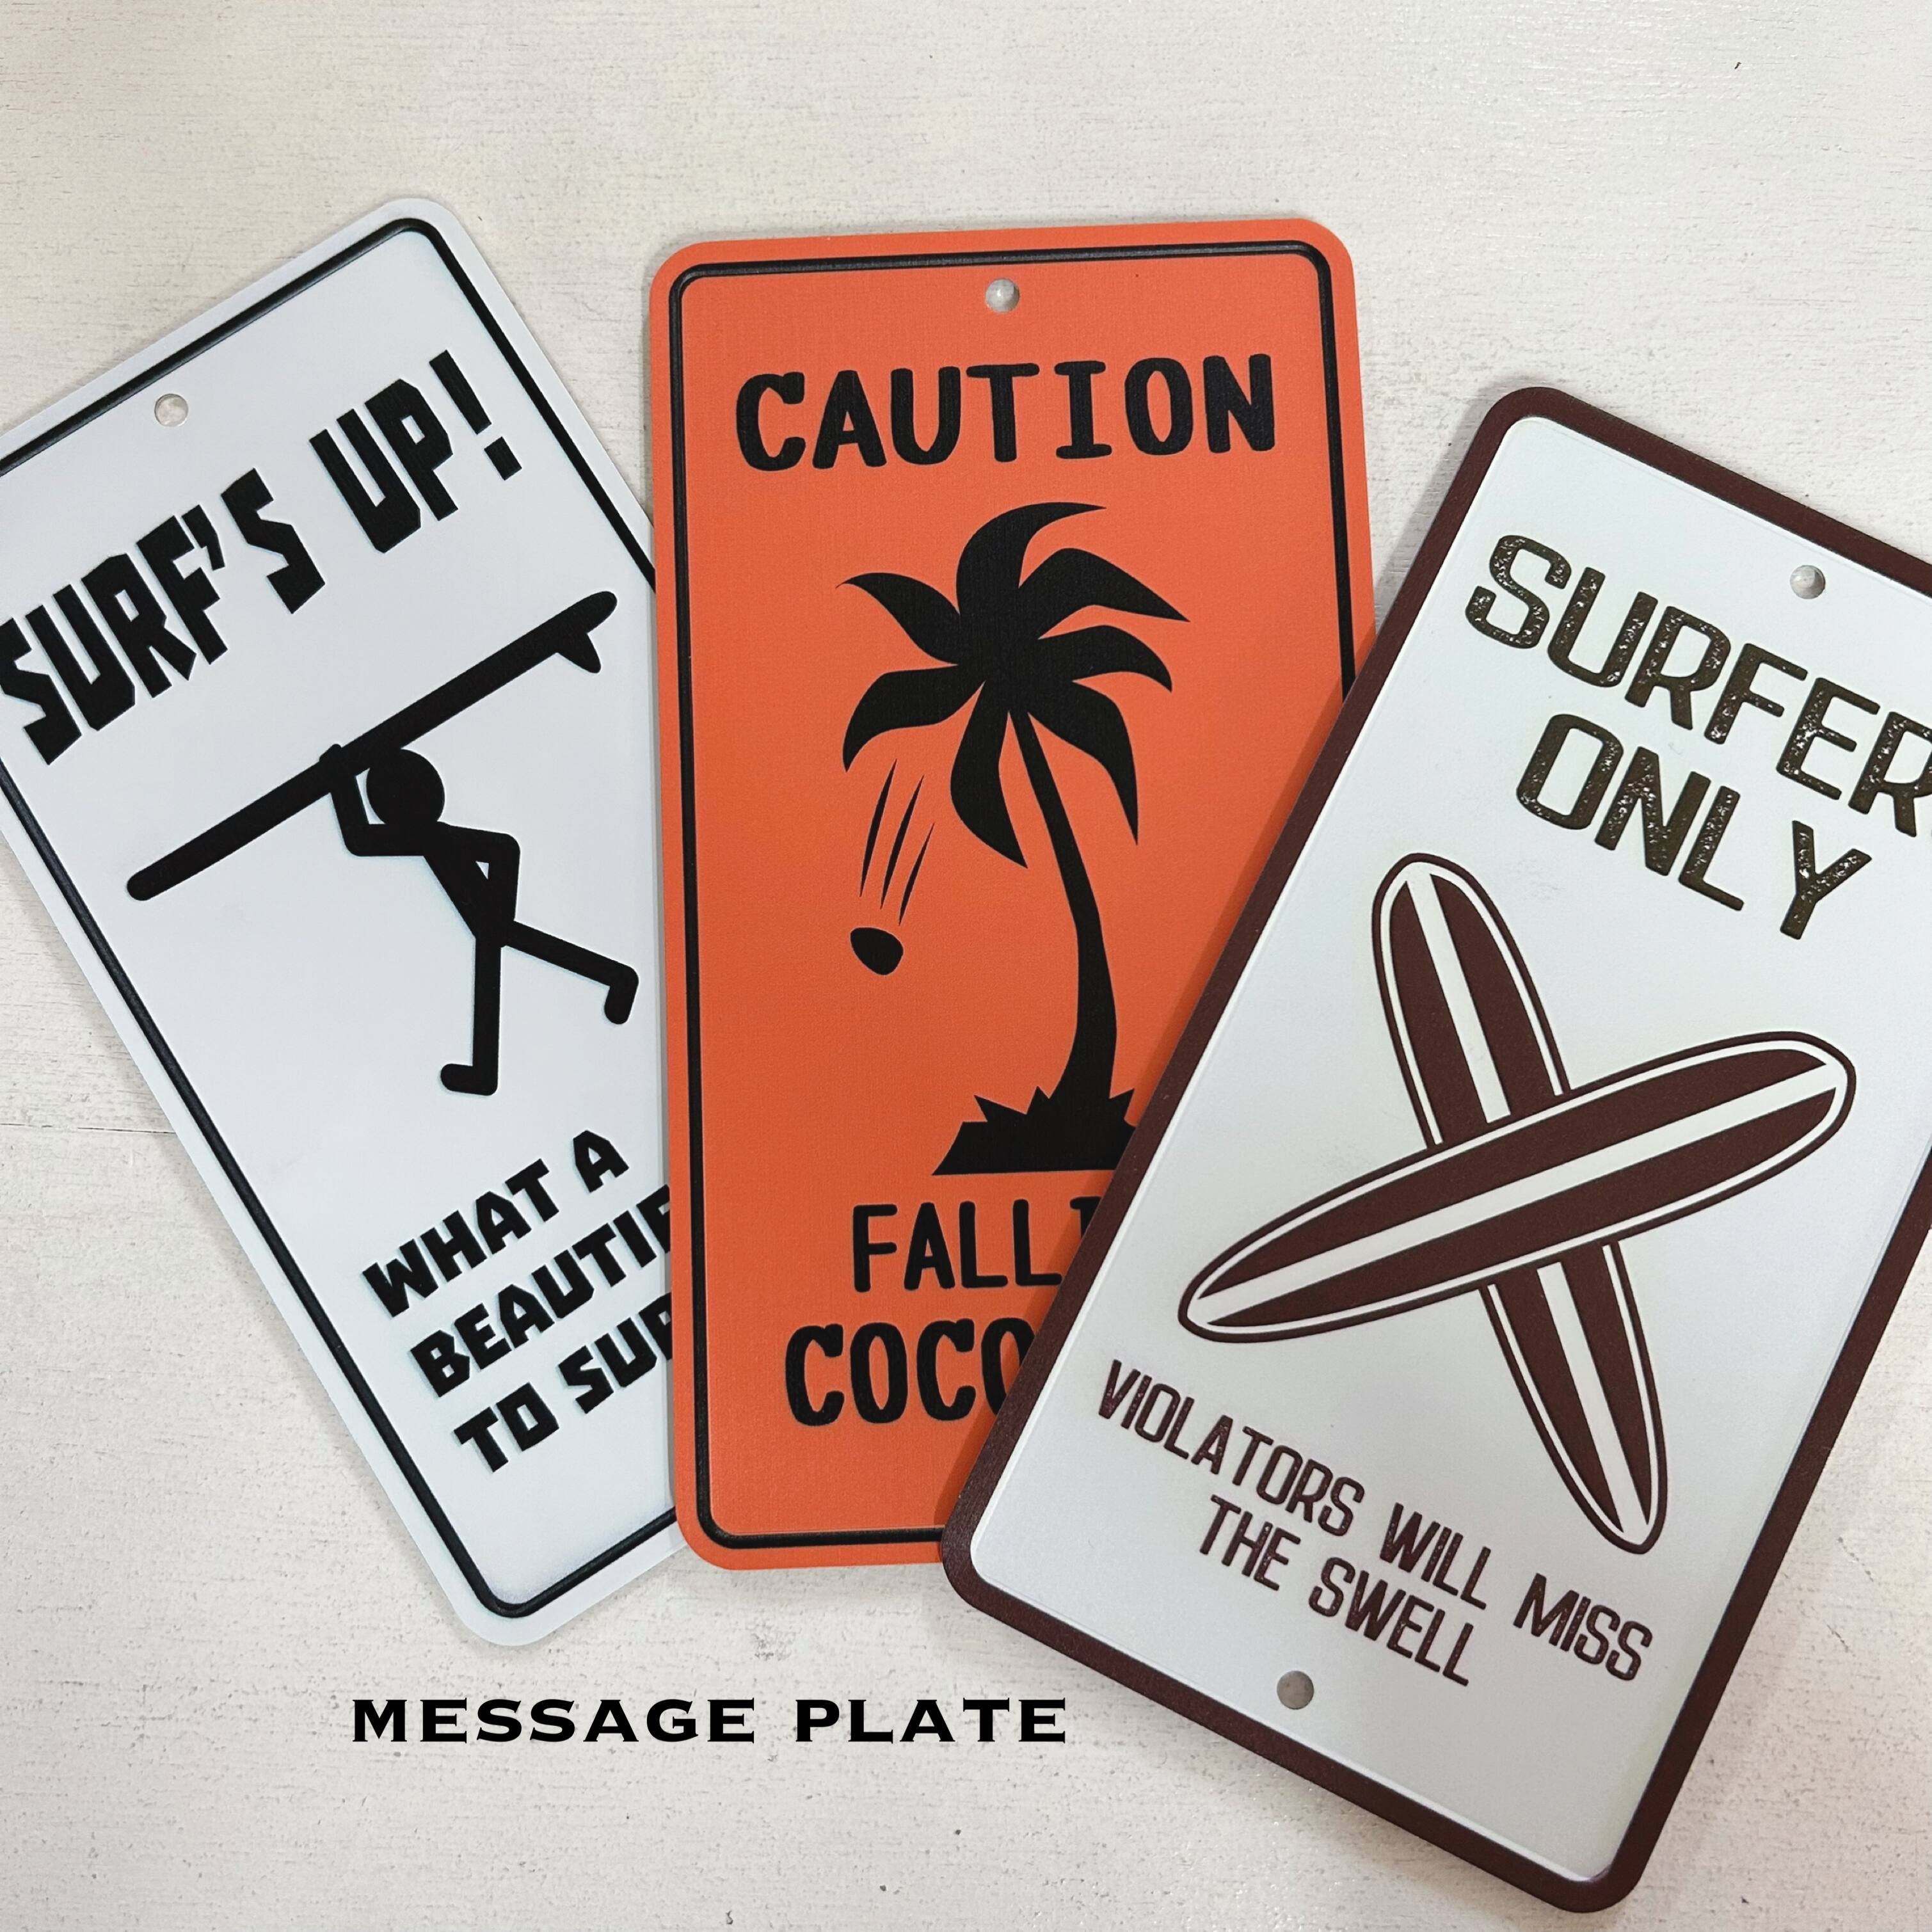 SURF'S UP!
WHAT A
BEAUTIF
TO SUR
CAUTION
FALLI
COCO
SURFER
ONLY
VIOLATORS WILL MISS
THE SWELL
MESSAGE PLATE